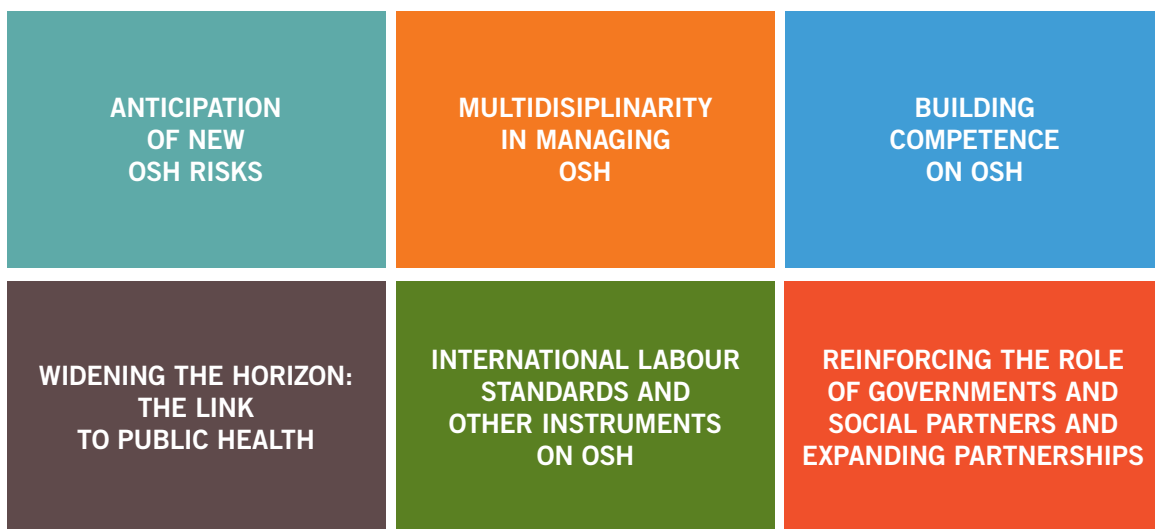 ANTICIPATION
OF NEW
OSH RISKS
MULTIDISIPLINARITY
IN MANAGING
OSH
BUILDING
COMPETENCE
ON OSH
WIDENING THE HORIZON:
THE LINK
TO PUBLIC HEALTH
INTERNATIONAL LABOUR
STANDARDS AND
OTHER INSTRUMENTS
ON OSH
REINFORCING THE ROLE
OF GOVERNMENTS AND
SOCIAL PARTNERS AND
EXPANDING PARTNERSHIPS